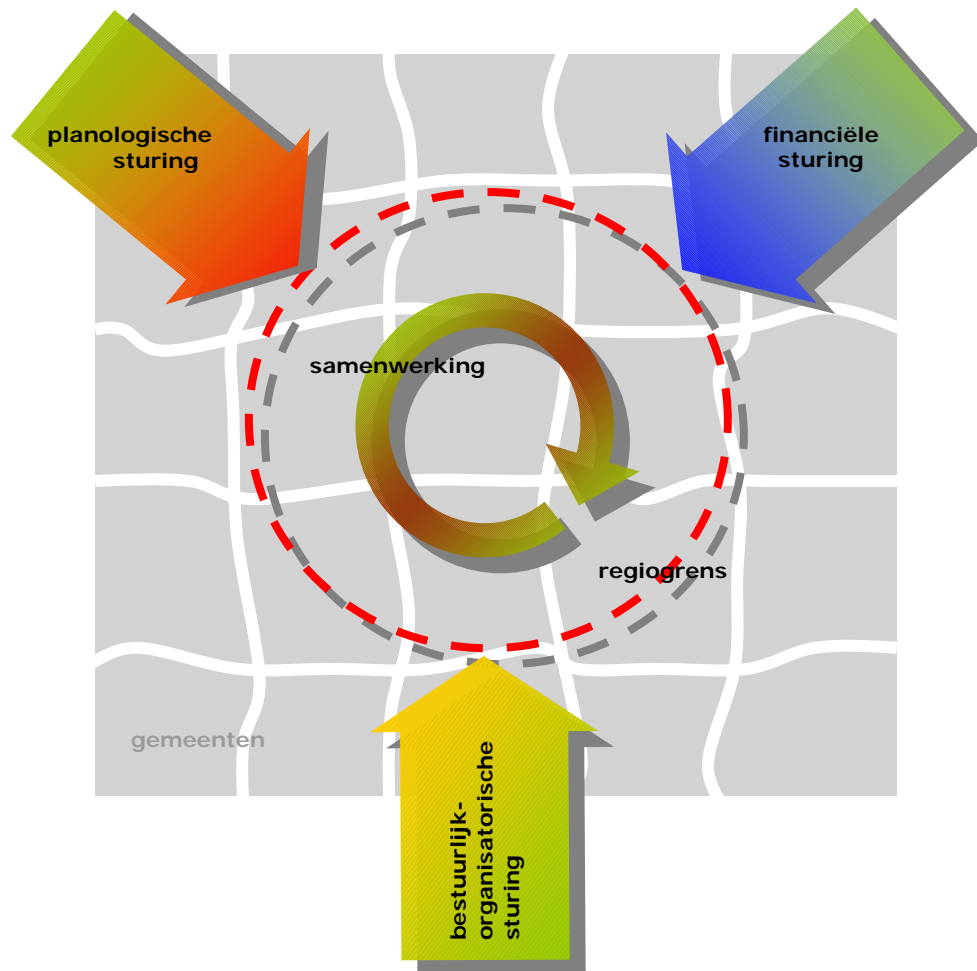 planologische
sturing
financiële
sturing
samenwerking
regiogrens
gemeenten
bestuurlijk-
organisatorische
sturing